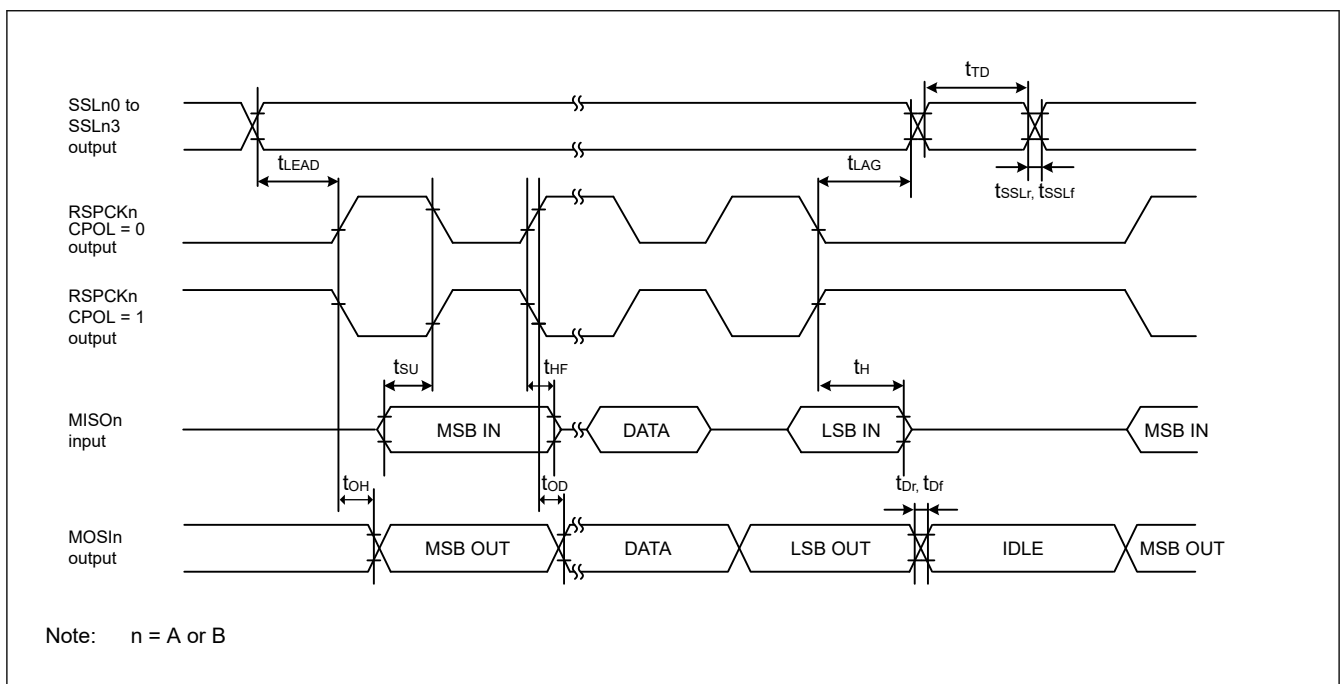 tTD
SSLn0 to
SSLn3
output
tLEAD
tLAG
tSSLr, tSSLf
RSPCKn
CPOL = 0
output
RSPCKn
CPOL = 1
output
tSU
tHF
tH
MISOn
input
MSB IN
DATA
LSB IN
MSB IN
tOH
tOD
tDr, tDf
MOSIn
output
MSB OUT
DATA
LSB OUT
IDLE
MSB OUT
Note: n = A or B